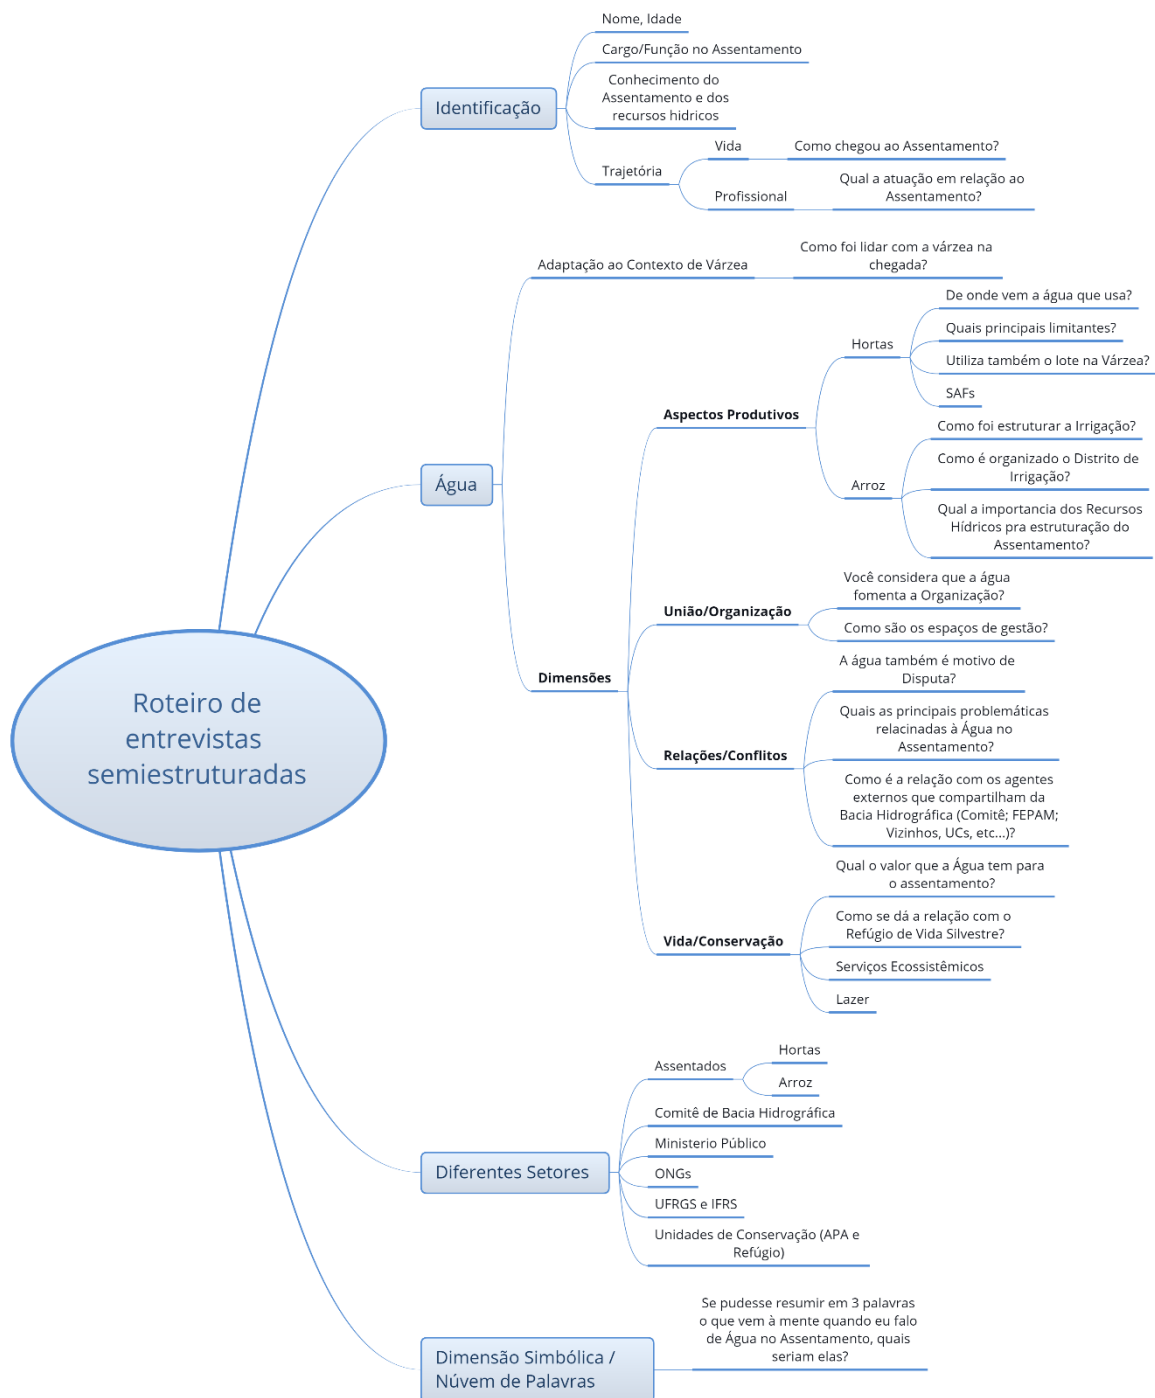 Roteiro de
entrevistas
semiestruturadas
Identificação
Nome, Idade
Cargo/Função no Assentamento
Conhecimento do
Assentamento e dos
recursos hidricos
Trajetória
Vida
Como chegou ao Assentamento?
Profissional
Qual a atuação em relação ao
Assentamento?
Água
Adaptação ao Contexto de Várzea
Como foi lidar com a várzea na
chegada?
Dimensões
Aspectos Produtivos
Hortas
De onde vem a água que usa?
Quais principais limitantes?
Utiliza também o lote na Várzea?
SAFs
Arroz
Como foi estruturar a Irrigação?
Como é organizado o Distrito de
Irrigação?
Qual a importancia dos Recursos
Hídricos pra estruturação do
Assentamento?
União/Organização
Você considera que a água
fomenta a Organização?
Como são os espaços de gestão?
Relações/Conflitos
A água também é motivo de
Disputa?
Quais as principais problemáticas
relacinadas à Água no
Assentamento?
Como é a relação com os agentes
externos que compartilham da
Bacia Hidrográfica (Comitê; FEPAM;
Vizinhos, UCs, etc...)?
Vida/Conservação
Qual o valor que a Água tem para
o assentamento?
Como se dá a relação com o
Refúgio de Vida Silvestre?
Serviços Ecossistêmicos
Lazer
Diferentes Setores
Assentados
Hortas
Arroz
Comitê de Bacia Hidrográfica
Ministerio Público
ONGs
UFRGS e IFRS
Unidades de Conservação (APA e
Refúgio)
Dimensão Simbólica /
Núvem de Palavras
Se pudesse resumir em 3 palavras
o que vem à mente quando eu falo
de Água no Assentamento, quais
seriam elas?